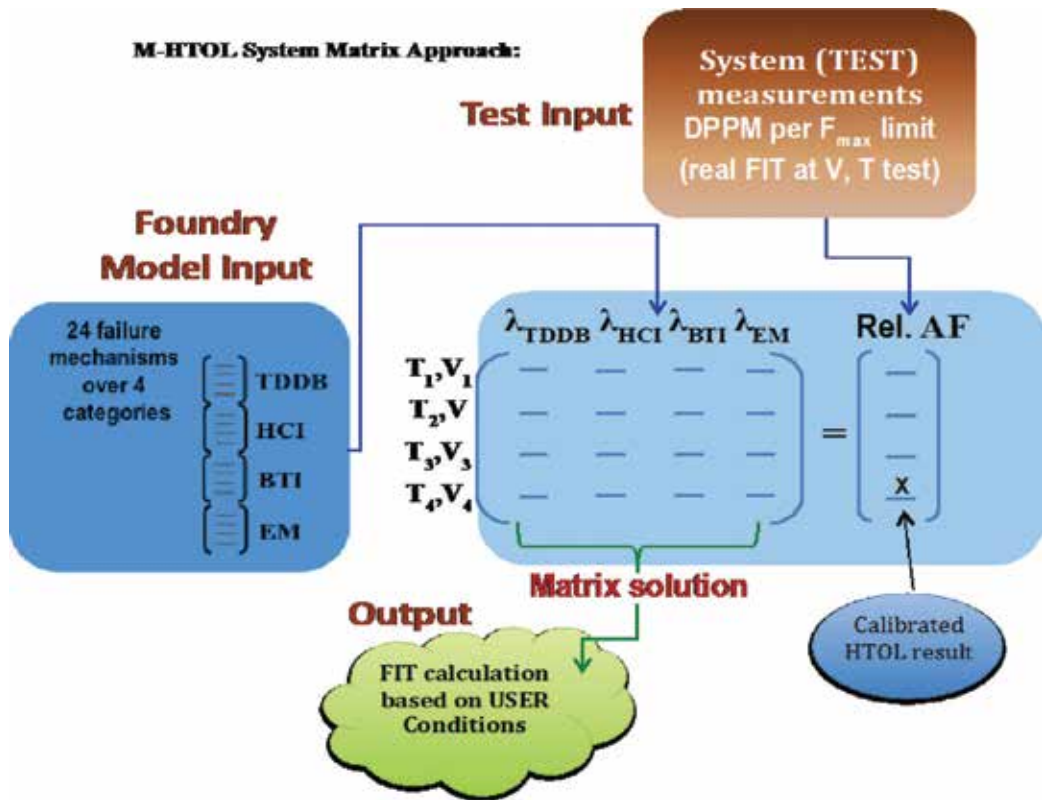 M-HTOL System Matrix Approach:
System (TEST)
measurements
DPPM per Fmax limit
(real FIT at V, T test)
Test Input
Foundry
Model Input
24 failure
mechanisms
over 4
categories
TDDB
HCI
BTI
EM
λTDDB λHCI λBTI λEM
Rel. AF
T1,V1
T2,V
T3,V3
T4,V4
=
X
Matrix solution
Output
FIT calculation
based on USER
Conditions
Calibrated
HTOL result